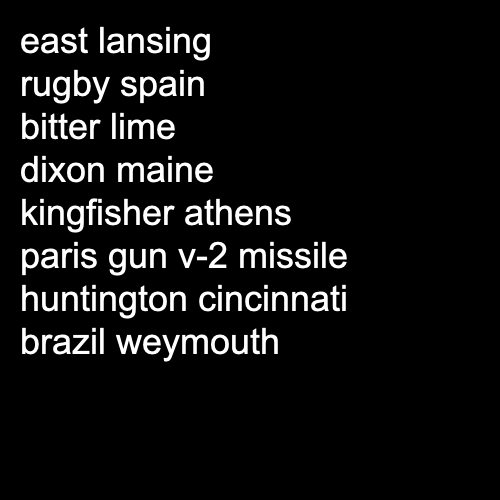 east lansing
rugby spain
bitter lime
dixon maine
kingfisher athens
paris gun v-2 missile
huntington cincinnati
brazil weymouth